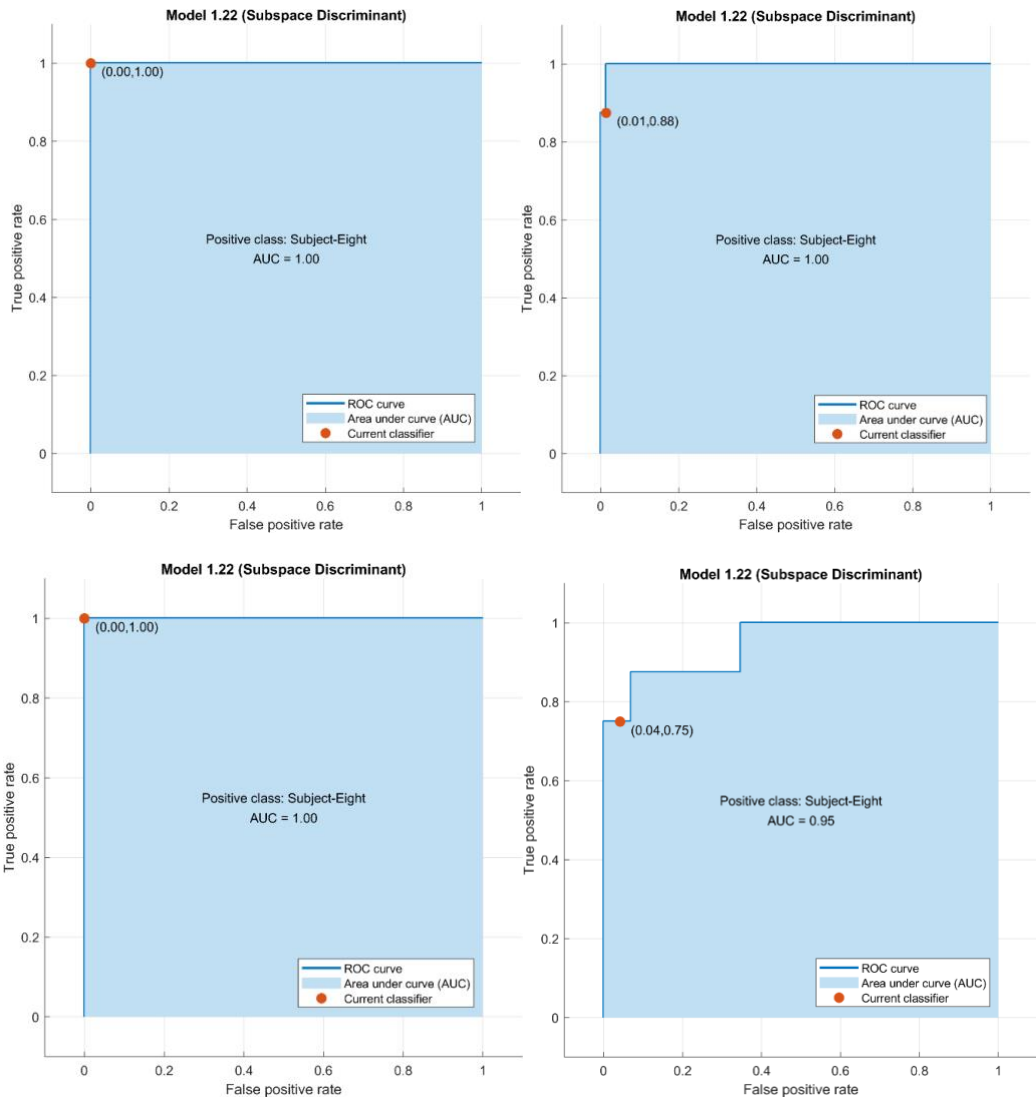 Model 1.22 (Subspace Discriminant)
1
0.8
0.6
0.4
0.2
0
(0.00,1.00)
Positive class: Subject-Eight
AUC = 1.00
ROC curve
Area under curve (AUC)
Current classifier
0 0.2 0.4 0.6 0.8 1
False positive rate
True positive rate
Model 1.22 (Subspace Discriminant)
1
0.8
0.6
0.4
0.2
0
(0.01,0.88)
Positive class: Subject-Eight
AUC = 1.00
ROC curve
Area under curve (AUC)
Current classifier
0 0.2 0.4 0.6 0.8 1
False positive rate
True positive rate
Model 1.22 (Subspace Discriminant)
1
0.8
0.6
0.4
0.2
0
(0.00,1.00)
Positive class: Subject-Eight
AUC = 1.00
ROC curve
Area under curve (AUC)
Current classifier
0 0.2 0.4 0.6 0.8 1
False positive rate
True positive rate
Model 1.22 (Subspace Discriminant)
1
0.8
0.6
0.4
0.2
0
(0.04,0.75)
Positive class: Subject-Eight
AUC = 0.95
ROC curve
Area under curve (AUC)
Current classifier
0 0.2 0.4 0.6 0.8 1
False positive rate
True positive rate